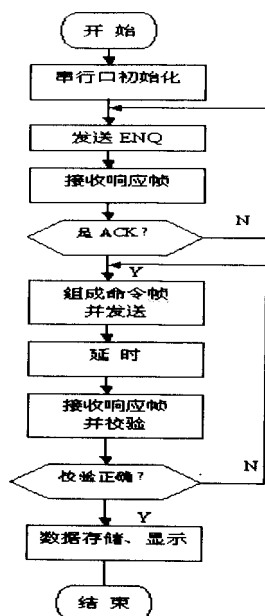 开 始
串行口初始化
发送 ENQ
接收响应帧
是 ACK?
N
Y
组成命令帧
并发送
延 时
接收响应帧
并校验
校验正确?
N
Y
数据存储、显示
结 束